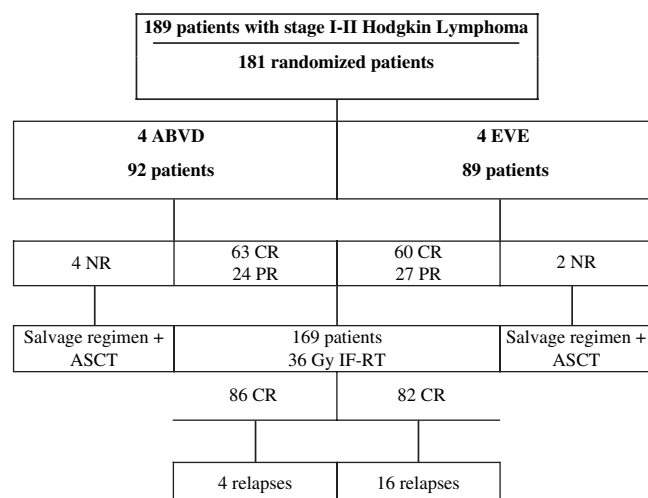 189 patients with stage I-II Hodgkin Lymphoma
181 randomized patients
4 ABVD
92 patients
4 EVE
89 patients
4 NR
63 CR
24 PR
60 CR
27 PR
2 NR
Salvage regimen +
ASCT
169 patients
36 Gy IF-RT
Salvage regimen +
ASCT
86 CR
82 CR
4 relapses
16 relapses